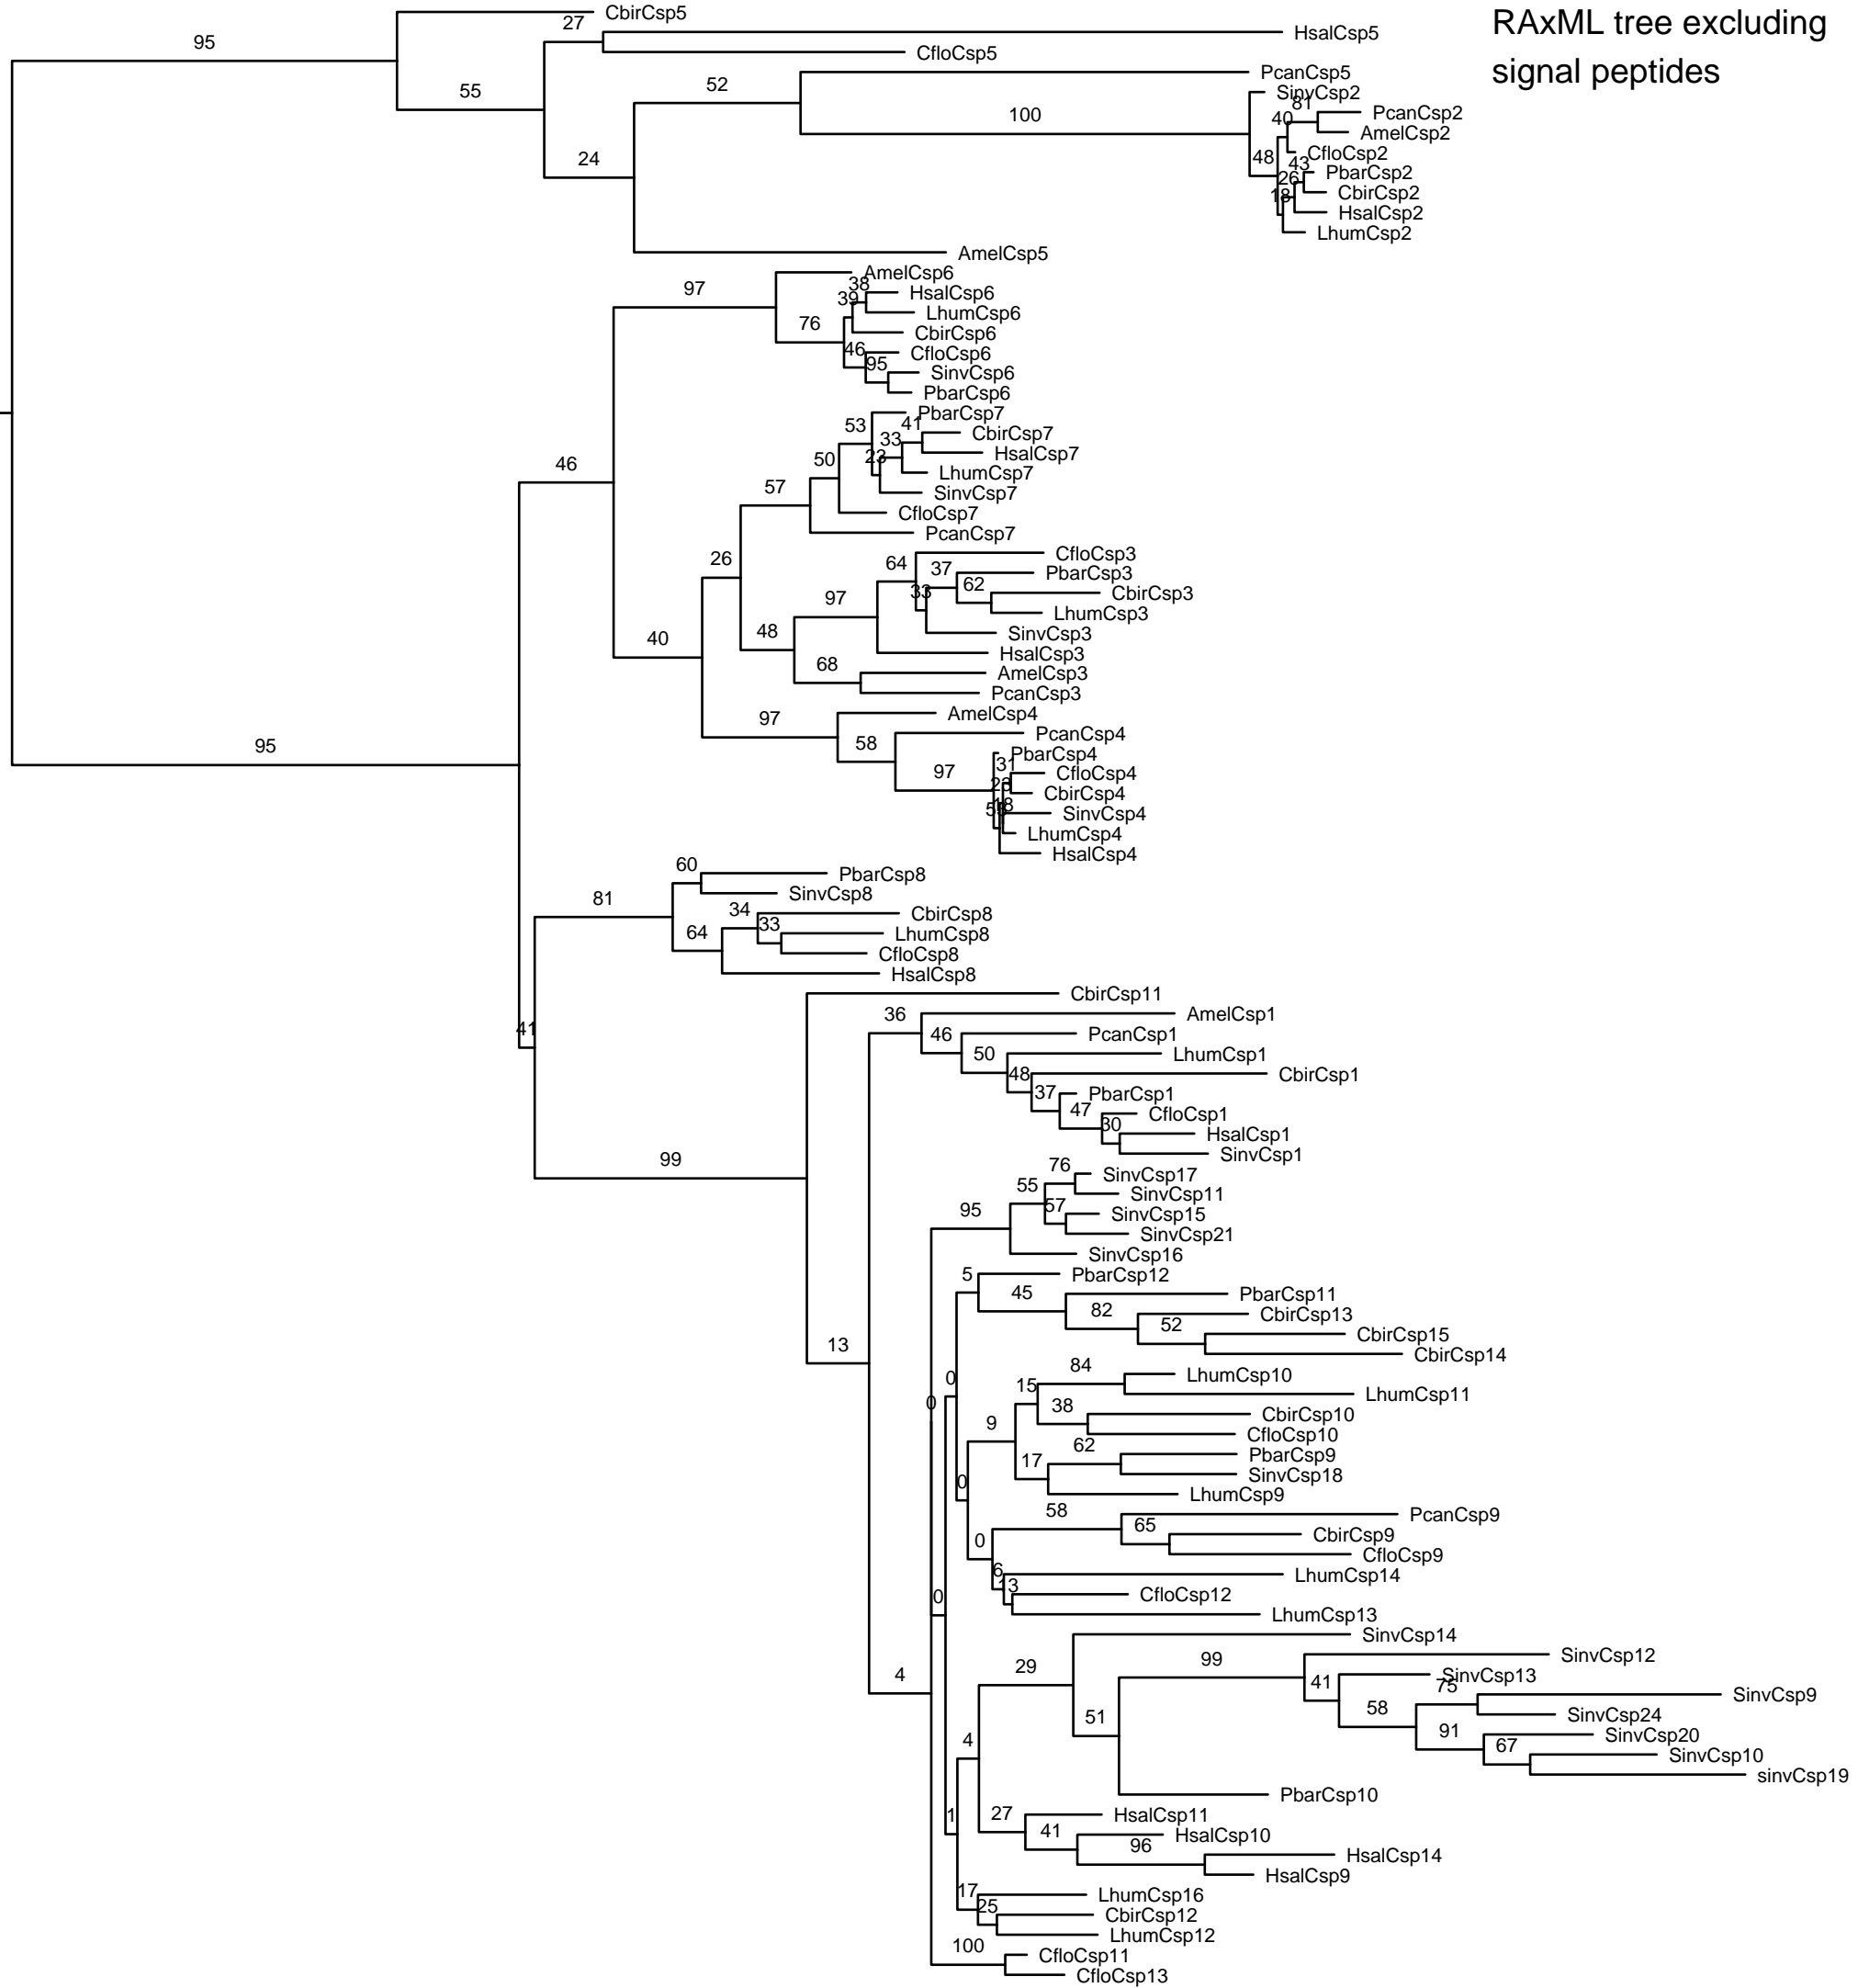 CbirCsp5
RAxML tree excluding
signal peptides
27
HsalCsp5
95
CfloCsp5
PcanCsp5
55
52
SinvCsp2
81
PcanCsp2
100
40
AmelCsp2
CfloCsp2
24
48
43
PbarCsp2
26
CbirCsp2
18
HsalCsp2
LhumCsp2
AmelCsp5
AmelCsp6
97
38
HsalCsp6
39
LhumCsp6
76
CbirCsp6
46
CfloCsp6
95
SinvCsp6
PbarCsp6
PbarCsp7
53
41
CbirCsp7
33
HsalCsp7
46
50
23
LhumCsp7
57
SinvCsp7
CfloCsp7
PcanCsp7
26
CfloCsp3
64
37
PbarCsp3
62
33
CbirCsp3
97
LhumCsp3
40
48
SinvCsp3
HsalCsp3
68
AmelCsp3
PcanCsp3
97
AmelCsp4
58
PcanCsp4
95
PbarCsp4
97
31
CfloCsp4
23
CbirCsp4
18
SinvCsp4
LhumCsp4
HsalCsp4
60
PbarCsp8
81
SinvCsp8
34
CbirCsp8
64
33
LhumCsp8
CfloCsp8
HsalCsp8
CbirCsp11
41
36
AmelCsp1
46
PcanCsp1
50
LhumCsp1
48
CbirCsp1
37
PbarCsp1
47
CfloCsp1
30
HsalCsp1
99
SinvCsp1
76
SinvCsp17
55
SinvCsp11
95
57
SinvCsp15
SinvCsp21
SinvCsp16
5
PbarCsp12
45
PbarCsp11
82
CbirCsp13
52
CbirCsp15
13
CbirCsp14
84
LhumCsp10
0
15
LhumCsp11
0
38
CbirCsp10
9
CfloCsp10
62
PbarCsp9
17
SinvCsp18
0
LhumCsp9
58
PcanCsp9
65
CbirCsp9
0
CfloCsp9
6
LhumCsp14
13
CfloCsp12
0
LhumCsp13
SinvCsp14
4
29
99
SinvCsp12
41
SinvCsp13
75
SinvCsp9
58
SinvCsp24
51
91
SinvCsp20
4
67
SinvCsp10
sinvCsp19
PbarCsp10
1
27
HsalCsp11
41
HsalCsp10
96
HsalCsp14
HsalCsp9
17
LhumCsp16
25
CbirCsp12
LhumCsp12
100
CfloCsp11
CfloCsp13